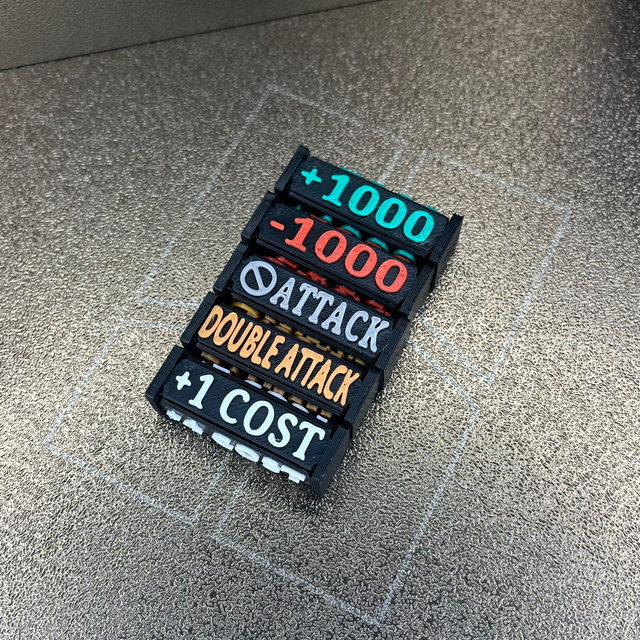 +1000
-1000
🚫ATTACK
DOUBLE ATTACK
+1 COST